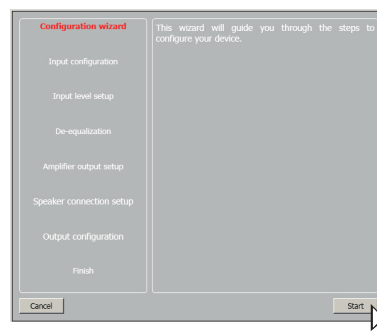 Configuration wizard
Input configuration
Input level setup
De-equalization
Amplifier output setup
Speaker connection setup
Output configuration
Finish
This wizard will guide you through the steps to
configure your device.
Cancel
Start